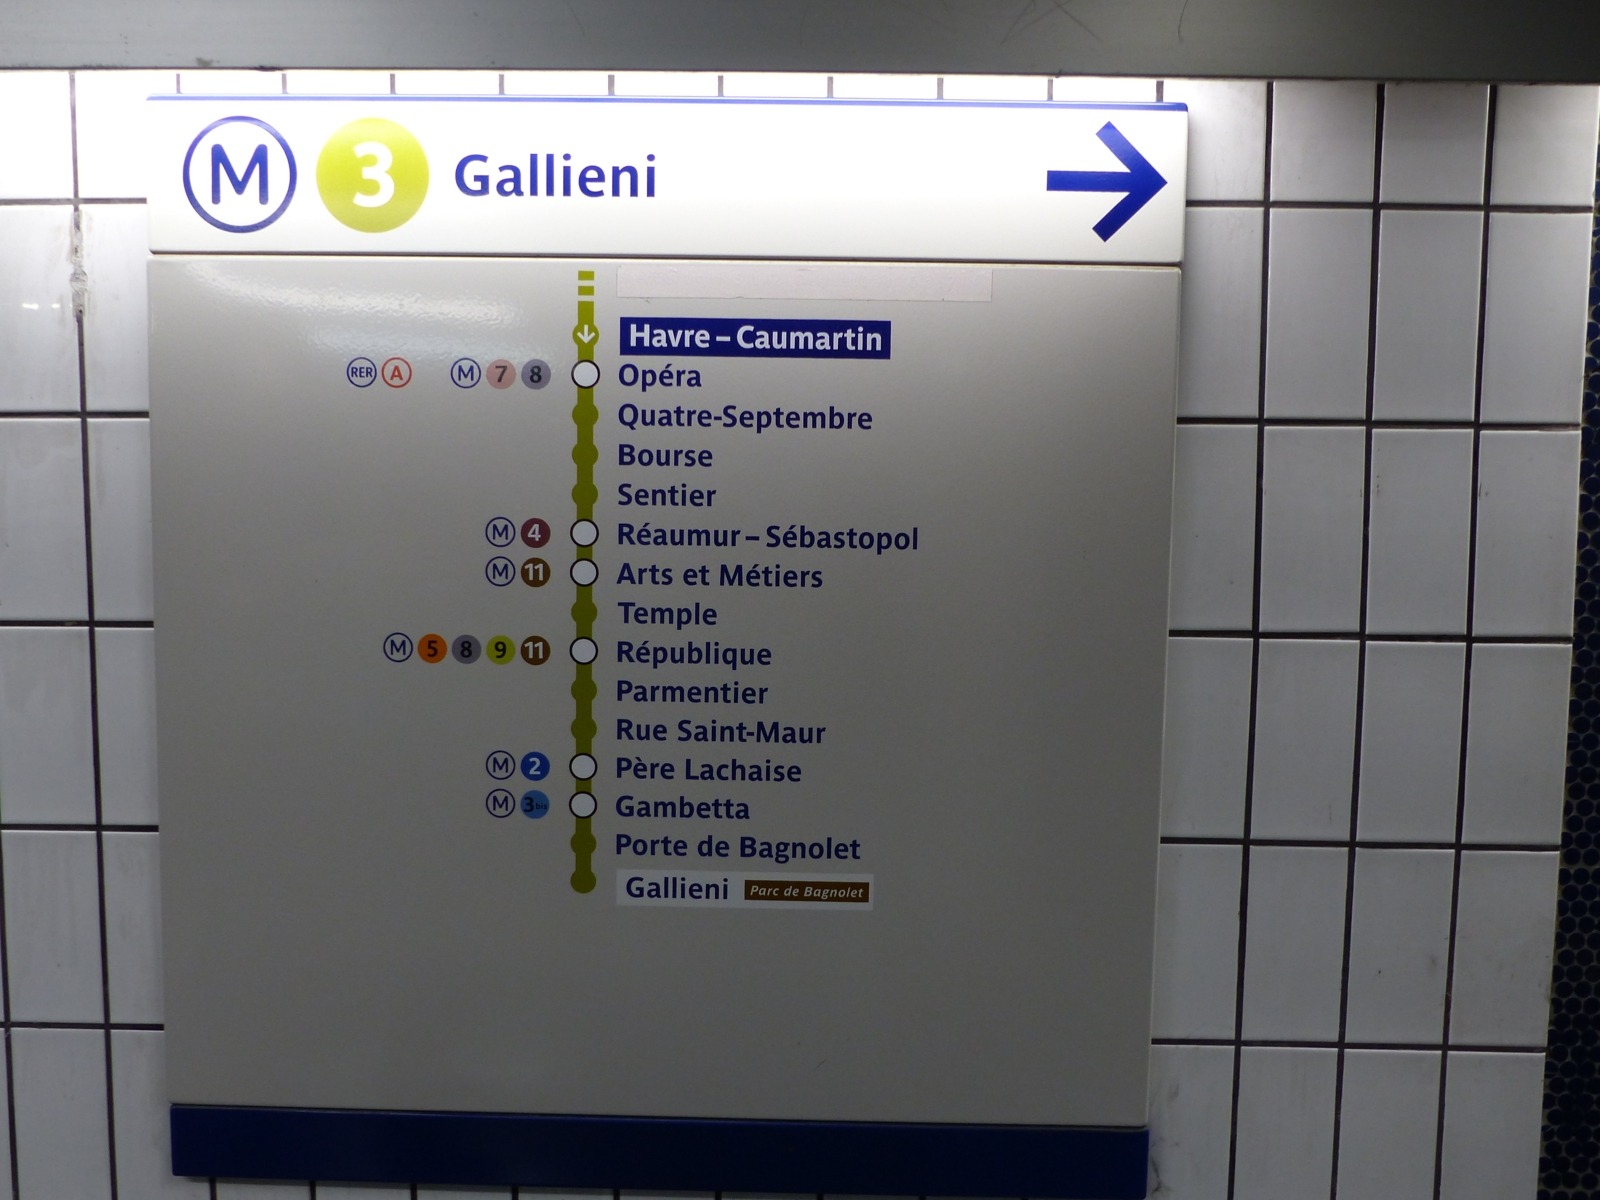 M 3 Gallieni
Havre – Caumartin
RER A M 7 8 Opéra
Quatre-Septembre
Bourse
Sentier
M 4 Réaumur – Sébastopol
M 11 Arts et Métiers
Temple
M 5 8 9 11 République
Parmentier
Rue Saint-Maur
M 2 Père Lachaise
M 3bis Gambetta
Porte de Bagnolet
Gallieni Parc de Bagnolet